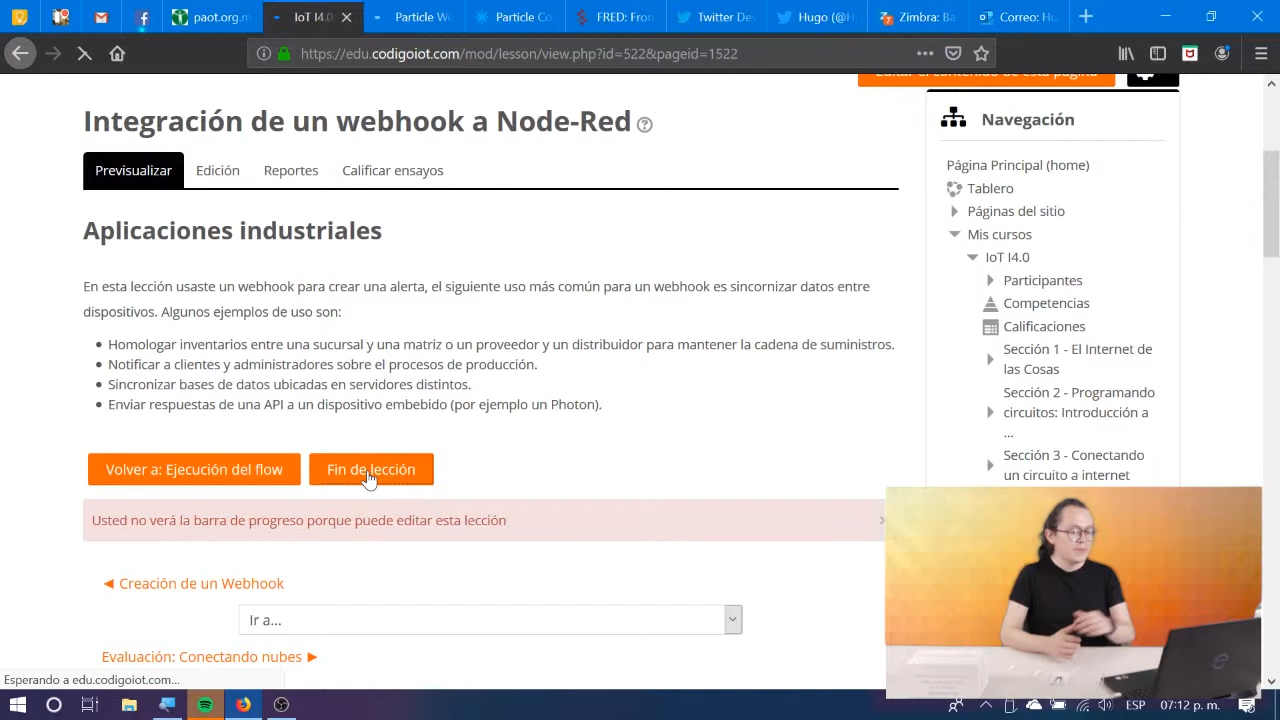 paot.org.m
IoT I4.0
Particle We
Particle Co
FRED: Fron
Twitter Dev
Hugo (@H
Zimbra: Ba
Correo: Hu
https://edu.codigoiot.com/mod/lesson/view.php?id=522&pageid=1522
Editar el contenido de esta página
Integración de un webhook a Node-Red
Previsualizar
Edición
Reportes
Calificar ensayos
Aplicaciones industriales
En esta lección usaste un webhook para crear una alerta, el siguiente uso más común para un webhook es sincornizar datos entre
dispositivos. Algunos ejemplos de uso son:
Homologar inventarios entre una sucursal y una matriz o un proveedor y un distribuidor para mantener la cadena de suministros.
Notificar a clientes y administradores sobre el procesos de producción.
Sincronizar bases de datos ubicadas en servidores distintos.
Enviar respuestas de una API a un dispositivo embebido (por ejemplo un Photon).
Volver a: Ejecución del flow
Fin de lección
Usted no verá la barra de progreso porque puede editar esta lección
◄ Creación de un Webhook
Ir a...
Evaluación: Conectando nubes ►
Navegación
Página Principal (home)
Tablero
Páginas del sitio
Mis cursos
IoT I4.0
Participantes
Competencias
Calificaciones
Sección 1 - El Internet de
las Cosas
Sección 2 - Programando
circuitos: Introducción a
...
Sección 3 - Conectando
un circuito a internet
Esperando a edu.codigoiot.com...
ESP
07:12 p. m.